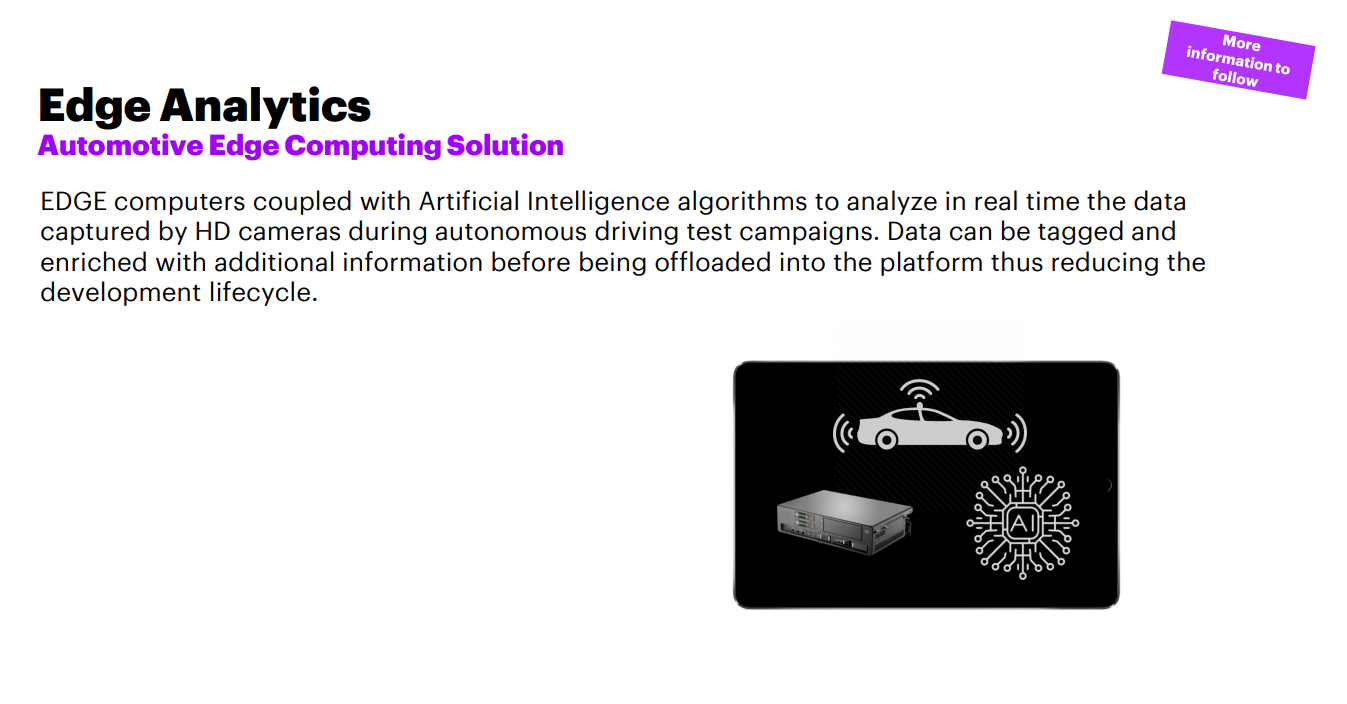 More
information to
follow
Edge Analytics
Automotive Edge Computing Solution
EDGE computers coupled with Artificial Intelligence algorithms to analyze in real time the data
captured by HD cameras during autonomous driving test campaigns. Data can be tagged and
enriched with additional information before being offloaded into the platform thus reducing the
development lifecycle.
AI